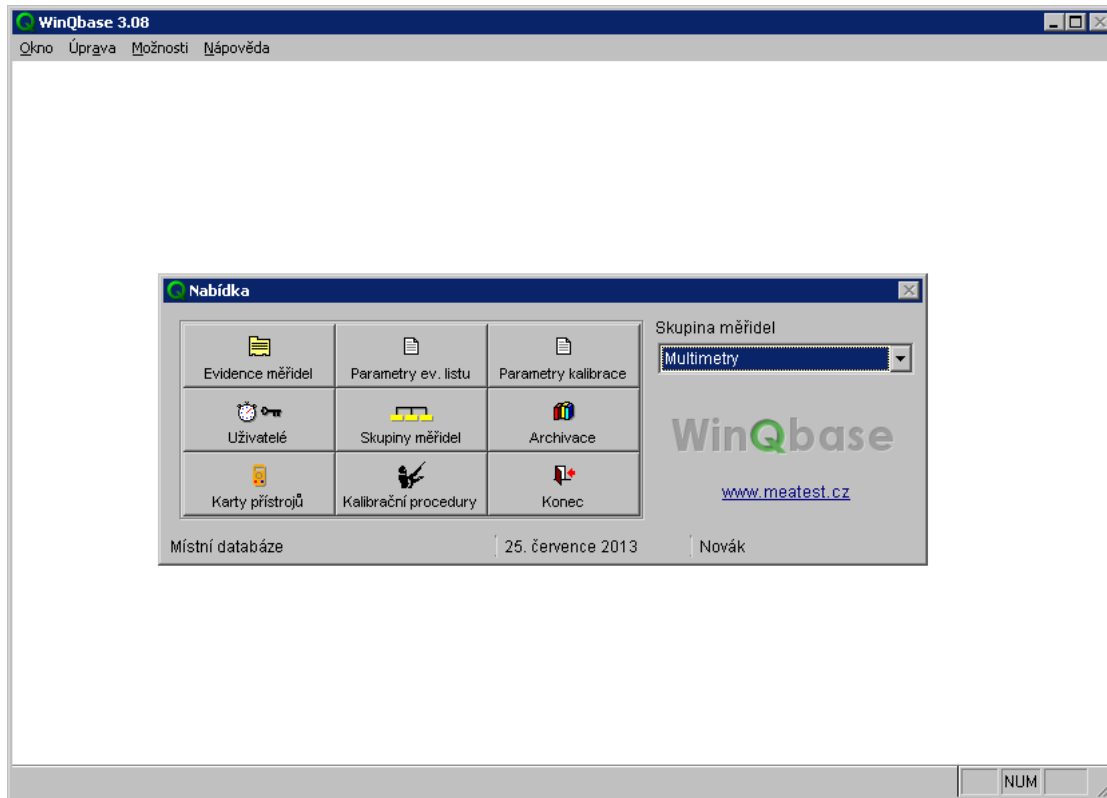 WinQbase 3.08
Okno Úprava Možnosti Nápověda
Nabídka
Evidence měřidel
Parametry ev. listu
Parametry kalibrace
Uživatelé
Skupiny měřidel
Archivace
Karty přístrojů
Kalibrační procedury
Konec
Skupina měřidel
Multimetry
WinQbase
www.meatest.cz
Místní databáze
25. července 2013
Novák
NUM